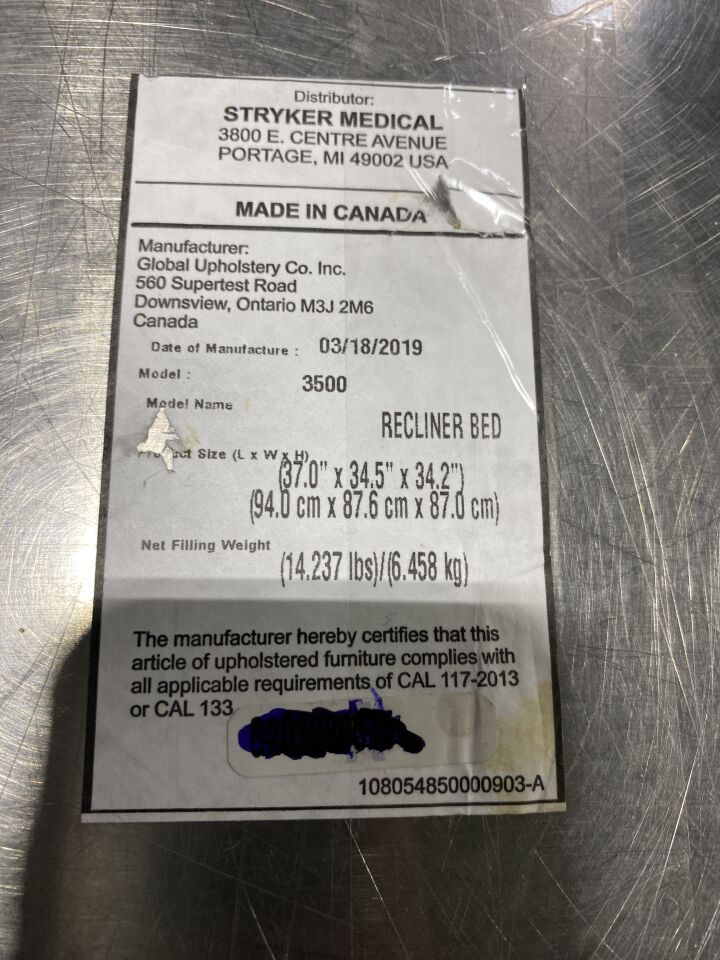 Distributor:
STRYKER MEDICAL
3800 E. CENTRE AVENUE
PORTAGE, MI 49002 USA
MADE IN CANADA
Manufacturer:
Global Upholstery Co. Inc.
560 Supertest Road
Downsview, Ontario M3J 2M6
Canada
Date of Manufacture : 03/18/2019
Model : 3500
Model Name
RECLINER BED
Size (L x W x H)
(37.0" x 34.5" x 34.2")
(94.0 cm x 87.6 cm x 87.0 cm)
Net Filling Weight
(14.237 lbs)/(6.458 kg)
The manufacturer hereby certifies that this
article of upholstered furniture complies with
all applicable requirements of CAL 117-2013
or CAL 133
108054850000903-A